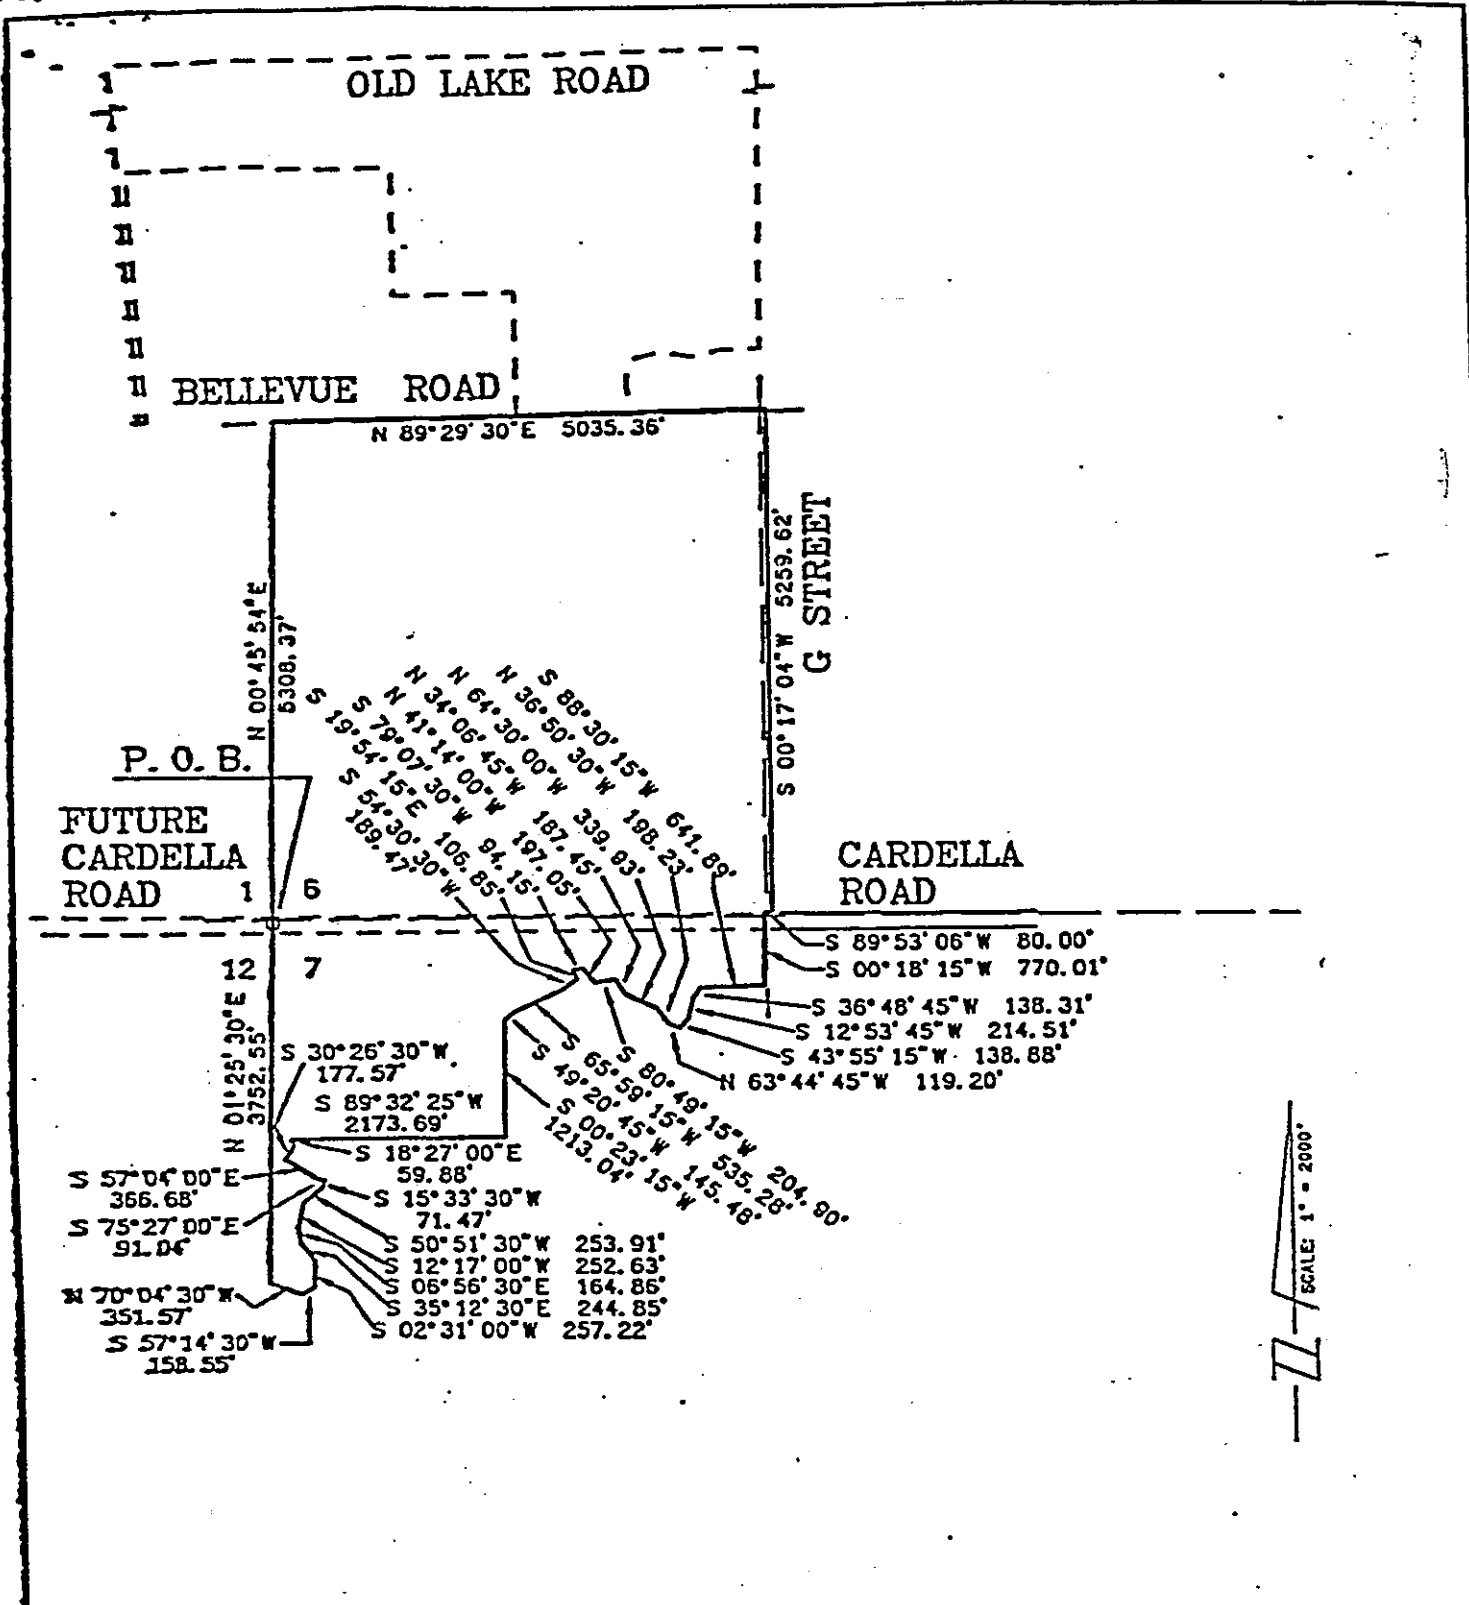 OLD LAKE ROAD
BELLEVUE ROAD
N 89°29'30"E 5035.36'
N 00°45'54"E
5308.37'
S 00°17'04"W 5259.62'
G STREET
P.O.B.
FUTURE
CARDELLA
ROAD
1 6
12 7
CARDELLA
ROAD
S 88°30'15"W 641.89'
N 36°50'30"W 198.23'
N 64°30'00"W 339.93'
N 34°06'45"W 187.45'
N 41°14'00"W 197.05'
S 79°07'30"W 94.15'
S 19°54'15"E 106.85'
S 54°30'30"W
189.47'
S 89°53'06"W 80.00'
S 00°18'15"W 770.01'
S 36°48'45"W 138.31'
S 12°53'45"W 214.51'
S 43°55'15"W 138.88'
N 63°44'45"W 119.20'
S 80°49'15"W 204.90'
S 65°59'15"W 535.28'
S 49°20'45"W 145.48'
S 00°23'15"W
1213.04'
N 01°25'30"E
3752.55'
S 30°26'30"W
177.57'
S 89°32'25"W
2173.69'
S 18°27'00"E
59.88'
S 57°04'00"E
366.68'
S 15°33'30"W
71.47'
S 75°27'00"E
91.04'
S 50°51'30"W 253.91'
S 12°17'00"W 252.63'
S 06°56'30"E 164.86'
S 35°12'30"E 244.85'
S 02°31'00"W 257.22'
N 70°04'30"W
351.57'
S 57°14'30"W
158.55'
SCALE: 1" = 2000'
N